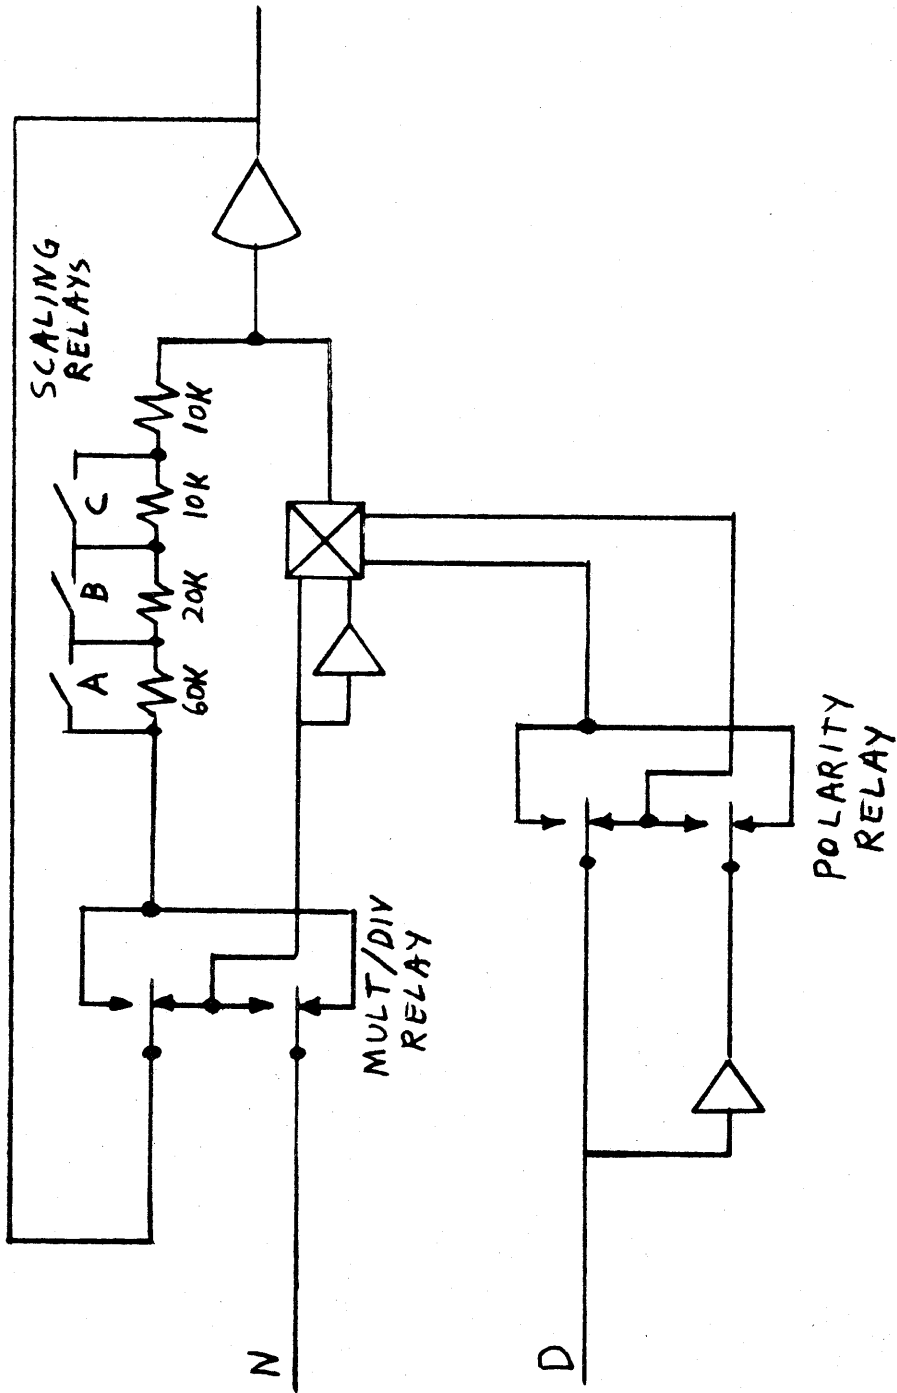 SCALING
RELAYS
A
B
C
60K
20K
10K
10K
MULT/DIV
RELAY
N
POLARITY
RELAY
D